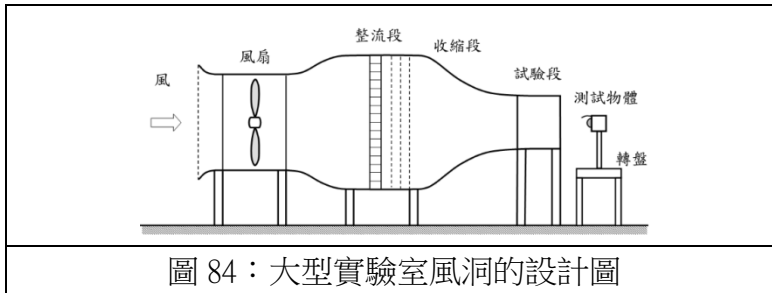 整流段
收縮段
風扇
試驗段
風
測試物體
轉盤
圖 84：大型實驗室風洞的設計圖